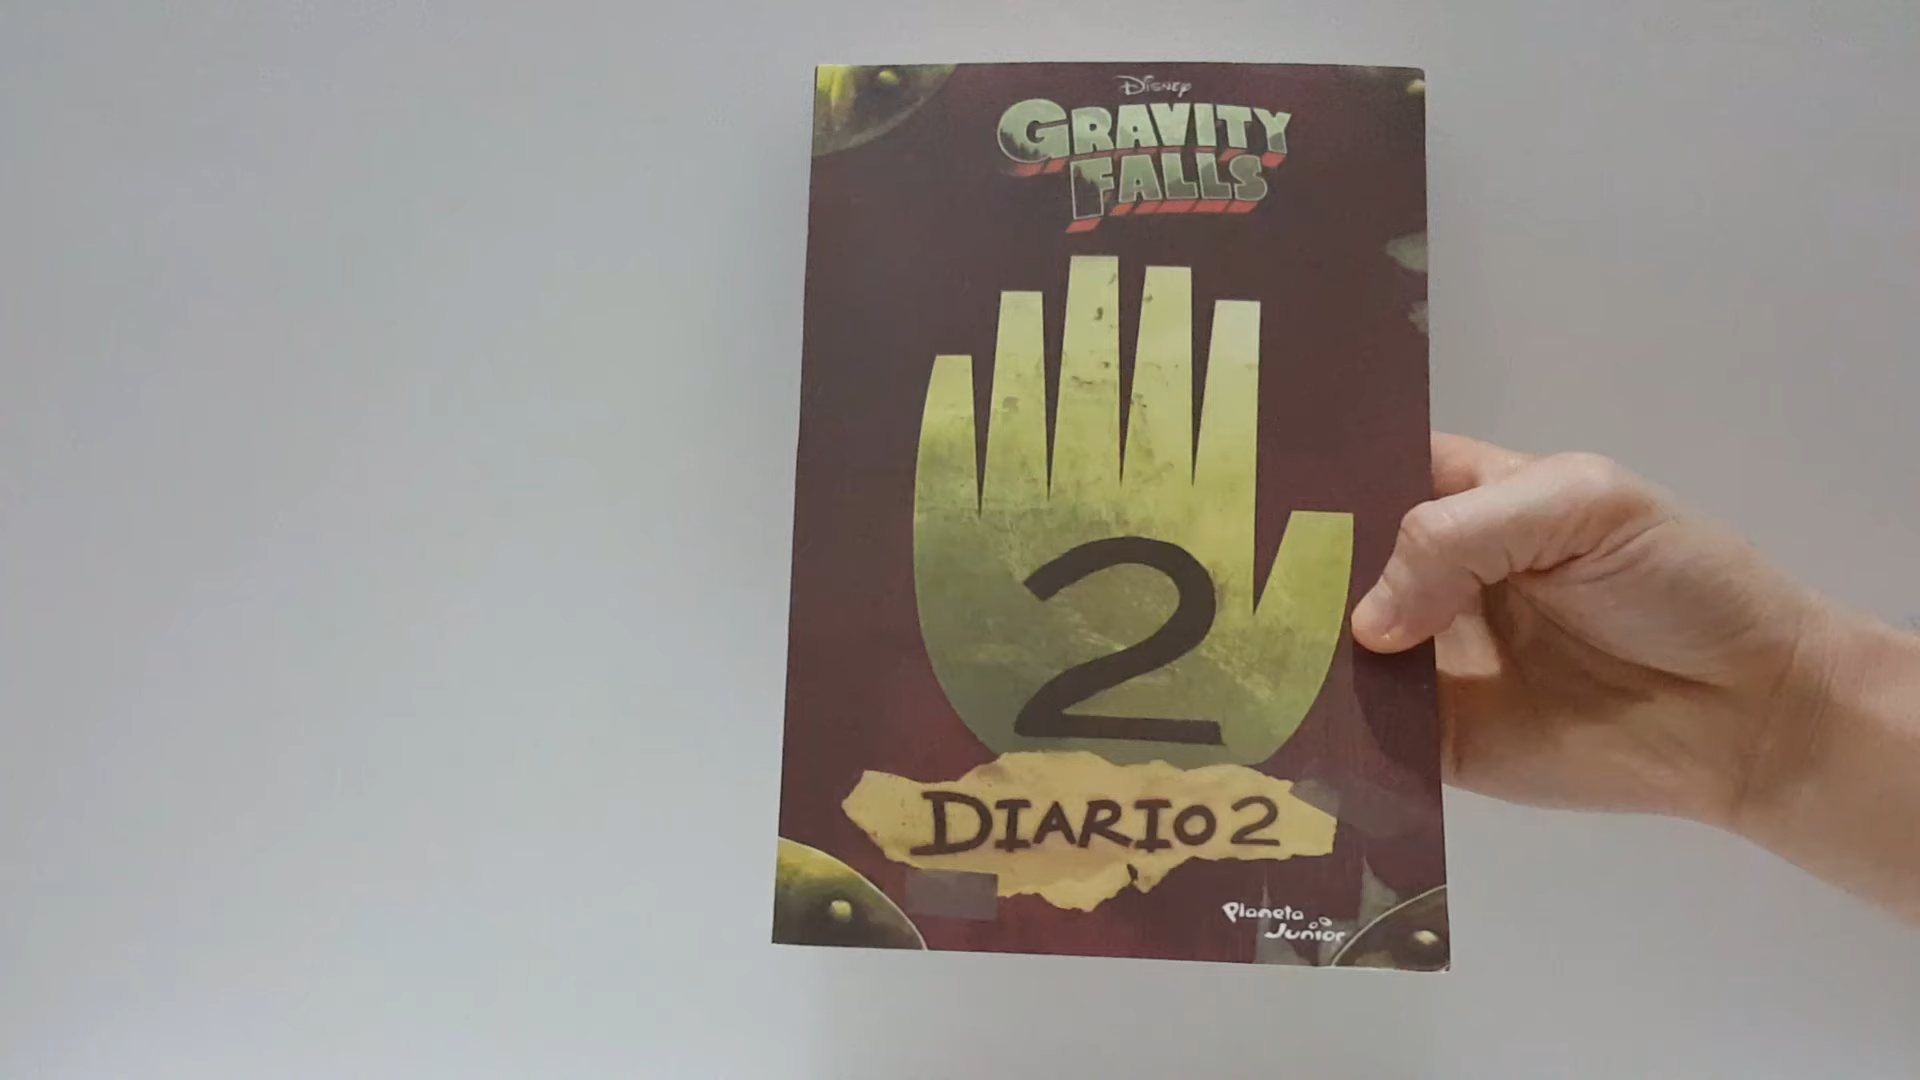 Disney
GRAVITY
FALLS
2
DIARIO 2
Planeta
Junior